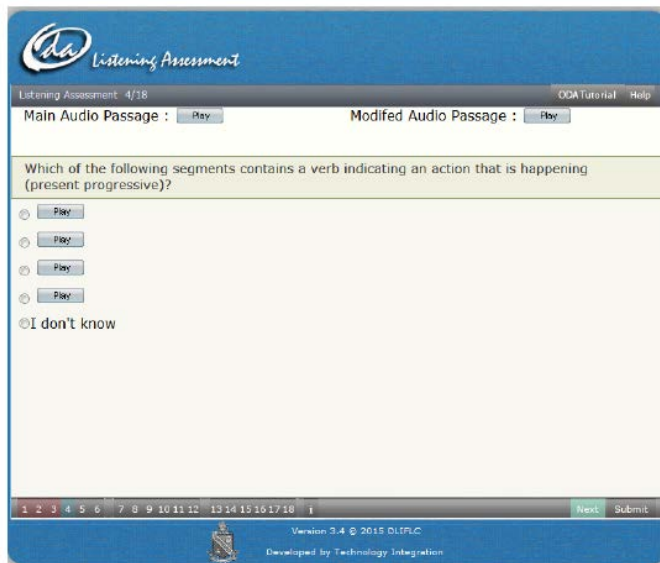 oda Listening Assessment
Listening Assessment 4/18 ODA Tutorial Help
Main Audio Passage : Play Modifed Audio Passage : Play
Which of the following segments contains a verb indicating an action that is happening
(present progressive)?
Play
Play
Play
Play
I don't know
1 2 3 4 5 6 7 8 9 10 11 12 13 14 15 16 17 18 i Next Submit
Version 3.4 © 2015 DLIFLC
Developed by Technology Integration